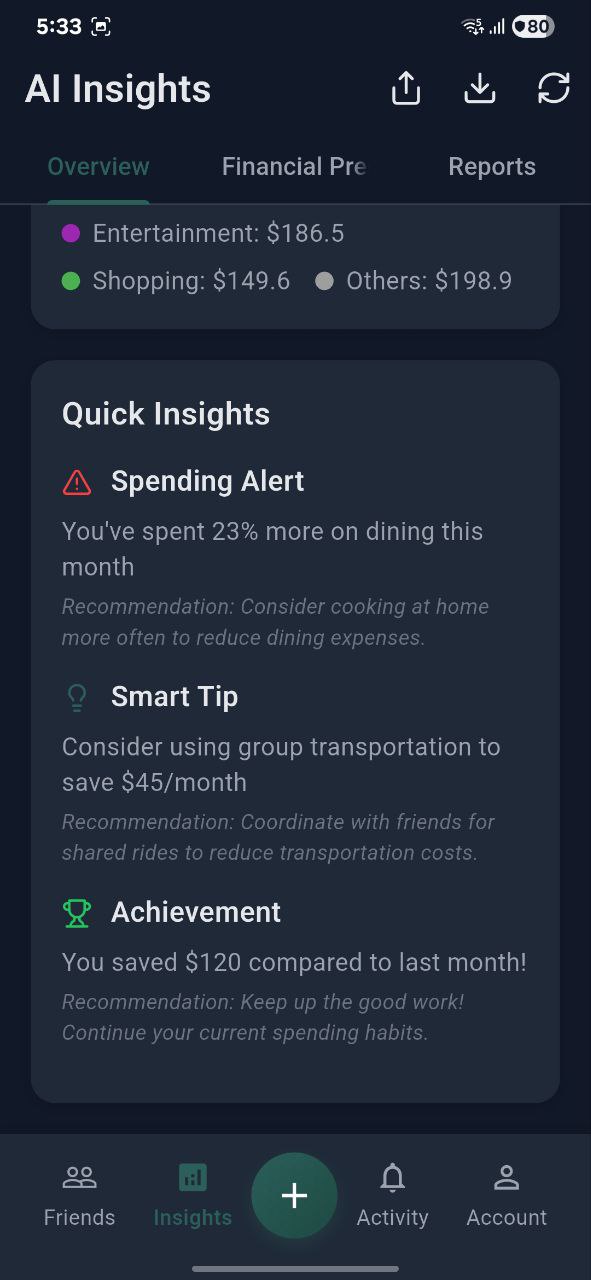 5:33
5
80
AI Insights
Overview Financial Pre Reports
Entertainment: $186.5
Shopping: $149.6 Others: $198.9
Quick Insights
Spending Alert
You've spent 23% more on dining this
month
Recommendation: Consider cooking at home
more often to reduce dining expenses.
Smart Tip
Consider using group transportation to
save $45/month
Recommendation: Coordinate with friends for
shared rides to reduce transportation costs.
Achievement
You saved $120 compared to last month!
Recommendation: Keep up the good work!
Continue your current spending habits.
Friends Insights Activity Account